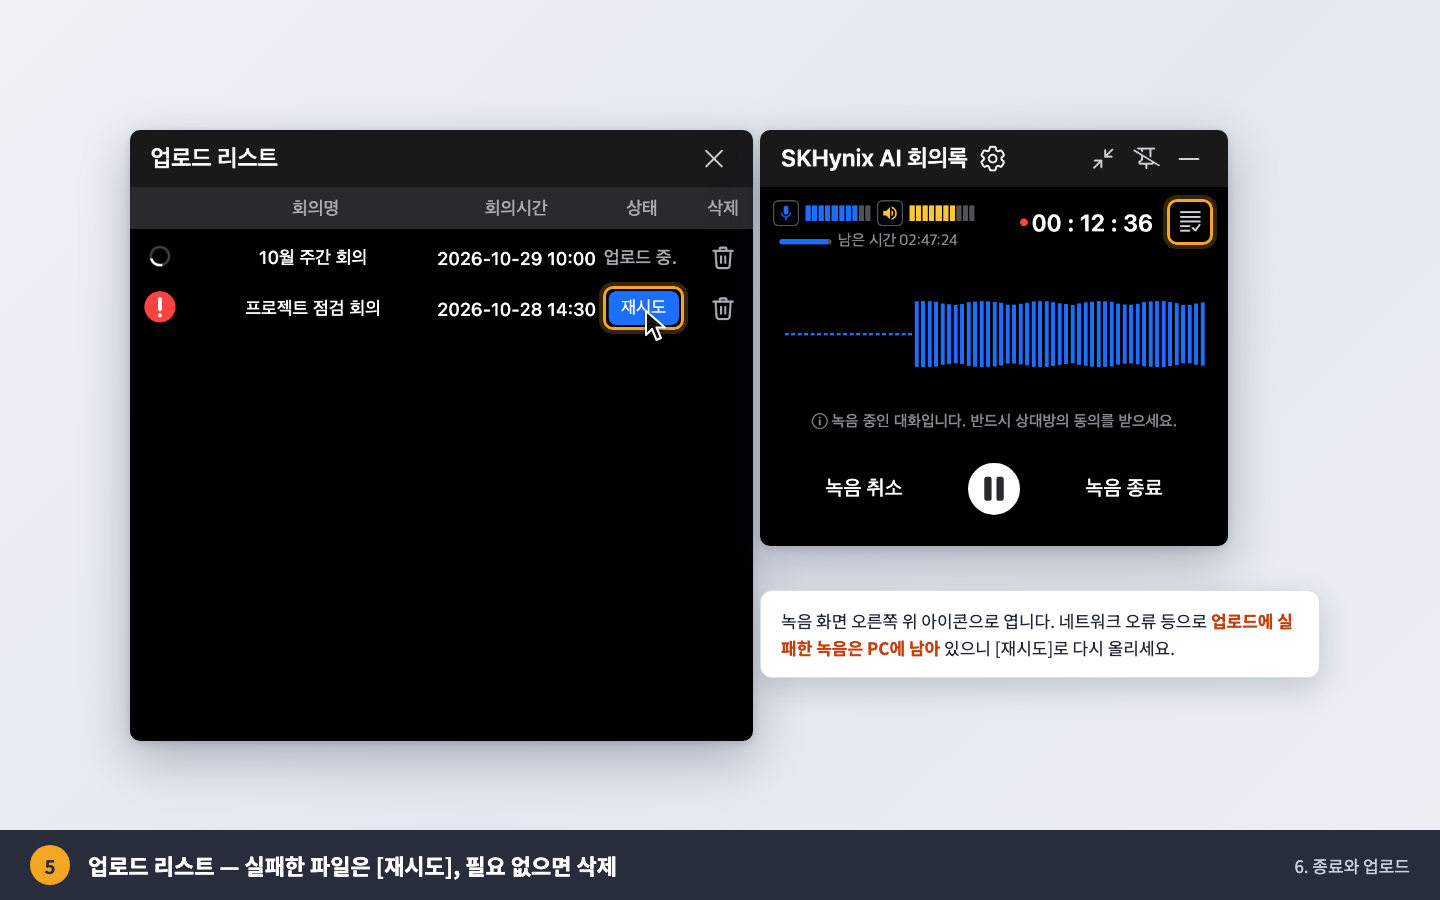 업로드 리스트
회의명 회의시간 상태 삭제
10월 주간 회의 2026-10-29 10:00 업로드 중.
프로젝트 점검 회의 2026-10-28 14:30 재시도
SKHynix AI 회의록
00 : 12 : 36
남은 시간 02:47:24
녹음 중인 대화입니다. 반드시 상대방의 동의를 받으세요.
녹음 취소 녹음 종료
녹음 화면 오른쪽 위 아이콘으로 엽니다. 네트워크 오류 등으로 업로드에 실
패한 녹음은 PC에 남아 있으니 [재시도]로 다시 올리세요.
5 업로드 리스트 — 실패한 파일은 [재시도], 필요 없으면 삭제
6. 종료와 업로드